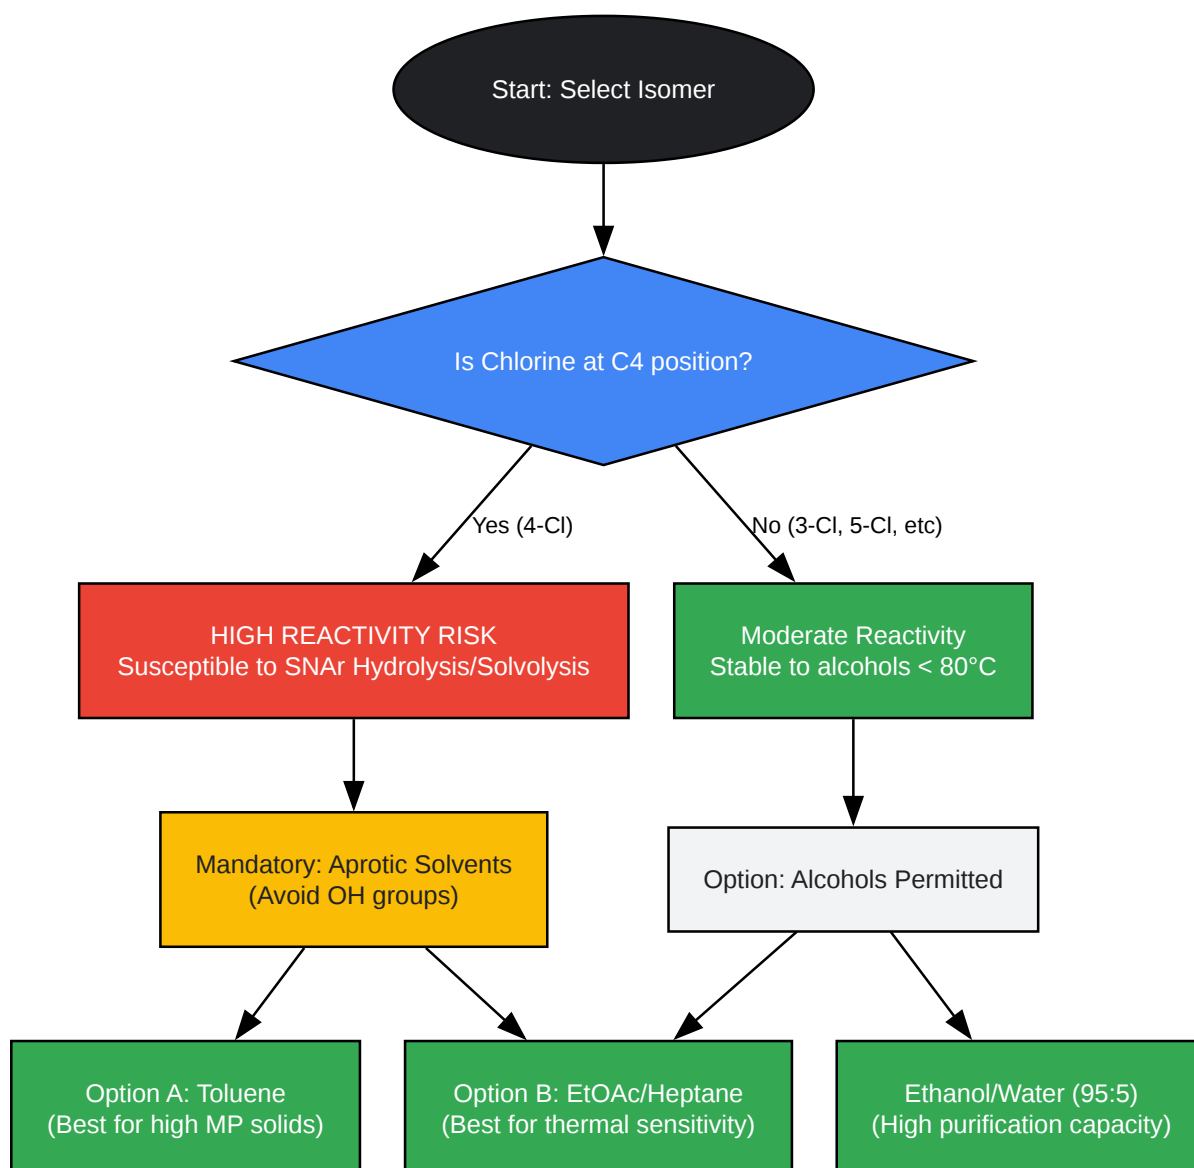 Start: Select Isomer
Is Chlorine at C4 position?
Yes (4-Cl)
No (3-Cl, 5-Cl, etc)
HIGH REACTIVITY RISK
Susceptible to SNAr Hydrolysis/Solvolysis
Moderate Reactivity
Stable to alcohols < 80°C
Mandatory: Aprotic Solvents
(Avoid OH groups)
Option: Alcohols Permitted
Option A: Toluene
(Best for high MP solids)
Option B: EtOAc/Heptane
(Best for thermal sensitivity)
Ethanol/Water (95:5)
(High purification capacity)